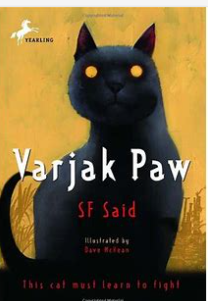 YEARLING
Varjak Paw
SF Said
Illustrated by
Dave McKean
This cat must learn to fight